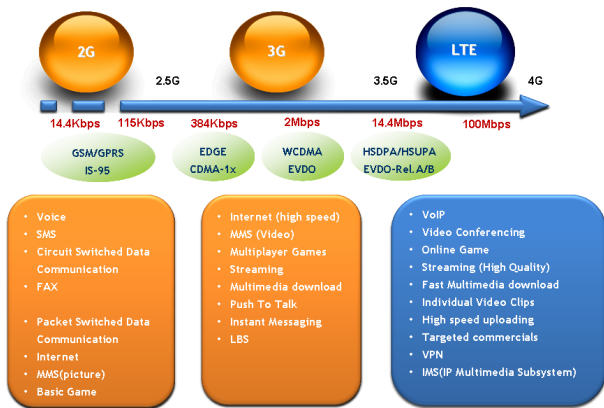 2G
3G
LTE
2.5G
3.5G
4G
14.4Kbps
115Kbps
384Kbps
2Mbps
14.4Mbps
100Mbps
GSM/GPRS
IS-95
EDGE
CDMA-1x
WCDMA
EVDO
HSDPA/HSUPA
EVDO-Rel.A/B
• Voice
• SMS
• Circuit Switched Data
Communication
• FAX
• Packet Switched Data
Communication
• Internet
• MMS(picture)
• Basic Game
• Internet (high speed)
• MMS (Video)
• Multiplayer Games
• Streaming
• Multimedia download
• Push To Talk
• Instant Messaging
• LBS
• VoIP
• Video Conferencing
• Online Game
• Streaming (High Quality)
• Fast Multimedia download
• Individual Video Clips
• High speed uploading
• Targeted commercials
• VPN
• IMS(IP Multimedia Subsystem)